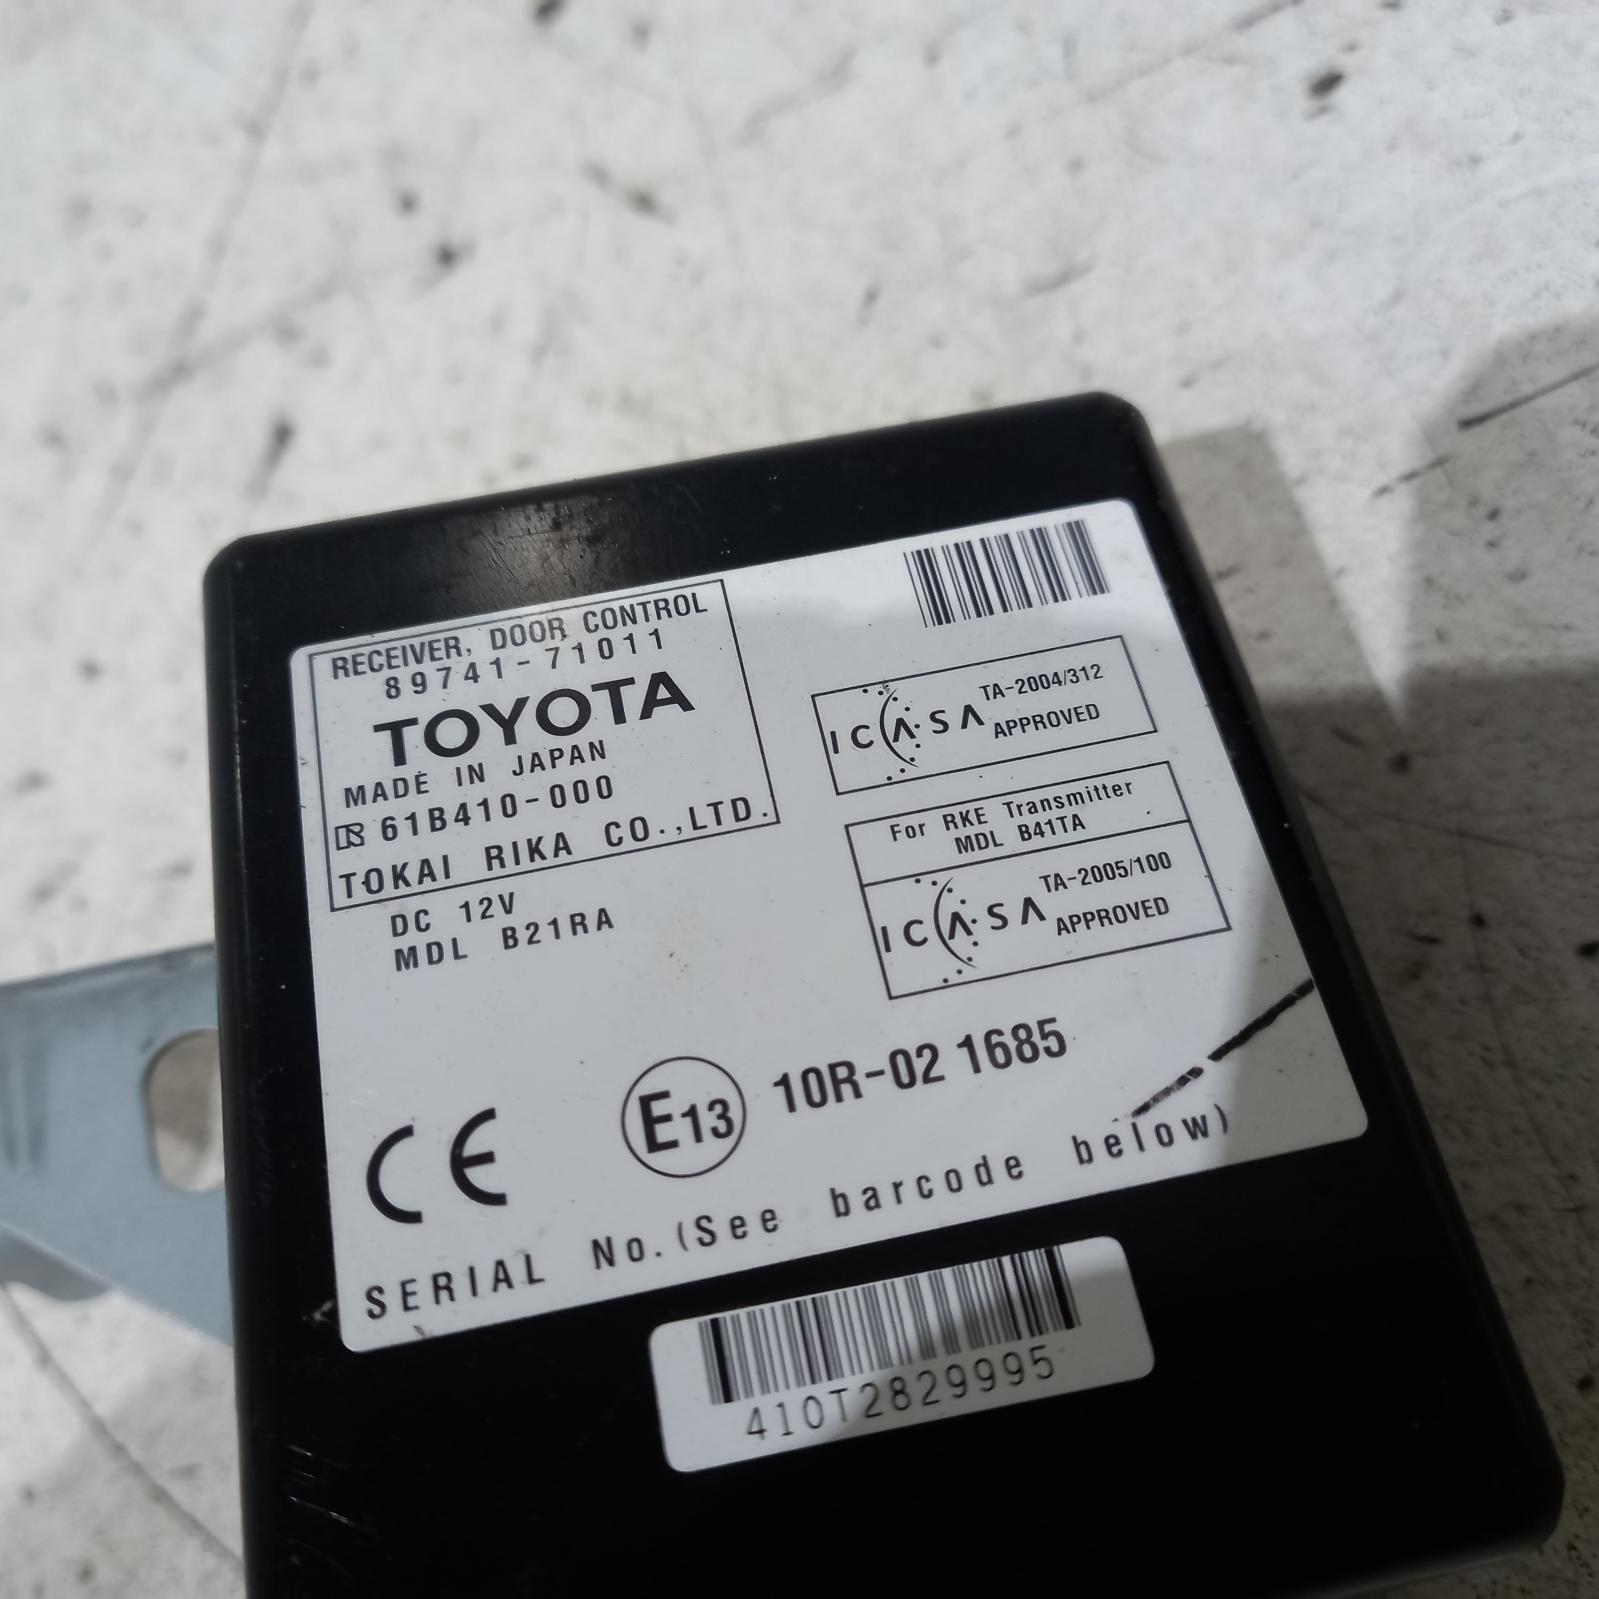 RECEIVER, DOOR CONTROL
89741-71011
TOYOTA
MADE IN JAPAN
61B410-000
TOKAI RIKA CO.,LTD.
DC 12V
MDL B21RA
ICASA TA-2004/312
APPROVED
For RKE Transmitter
MDL B41TA
ICASA TA-2005/100
APPROVED
CE E13 10R-02 1685
SERIAL No.(See barcode below)
410T2829995